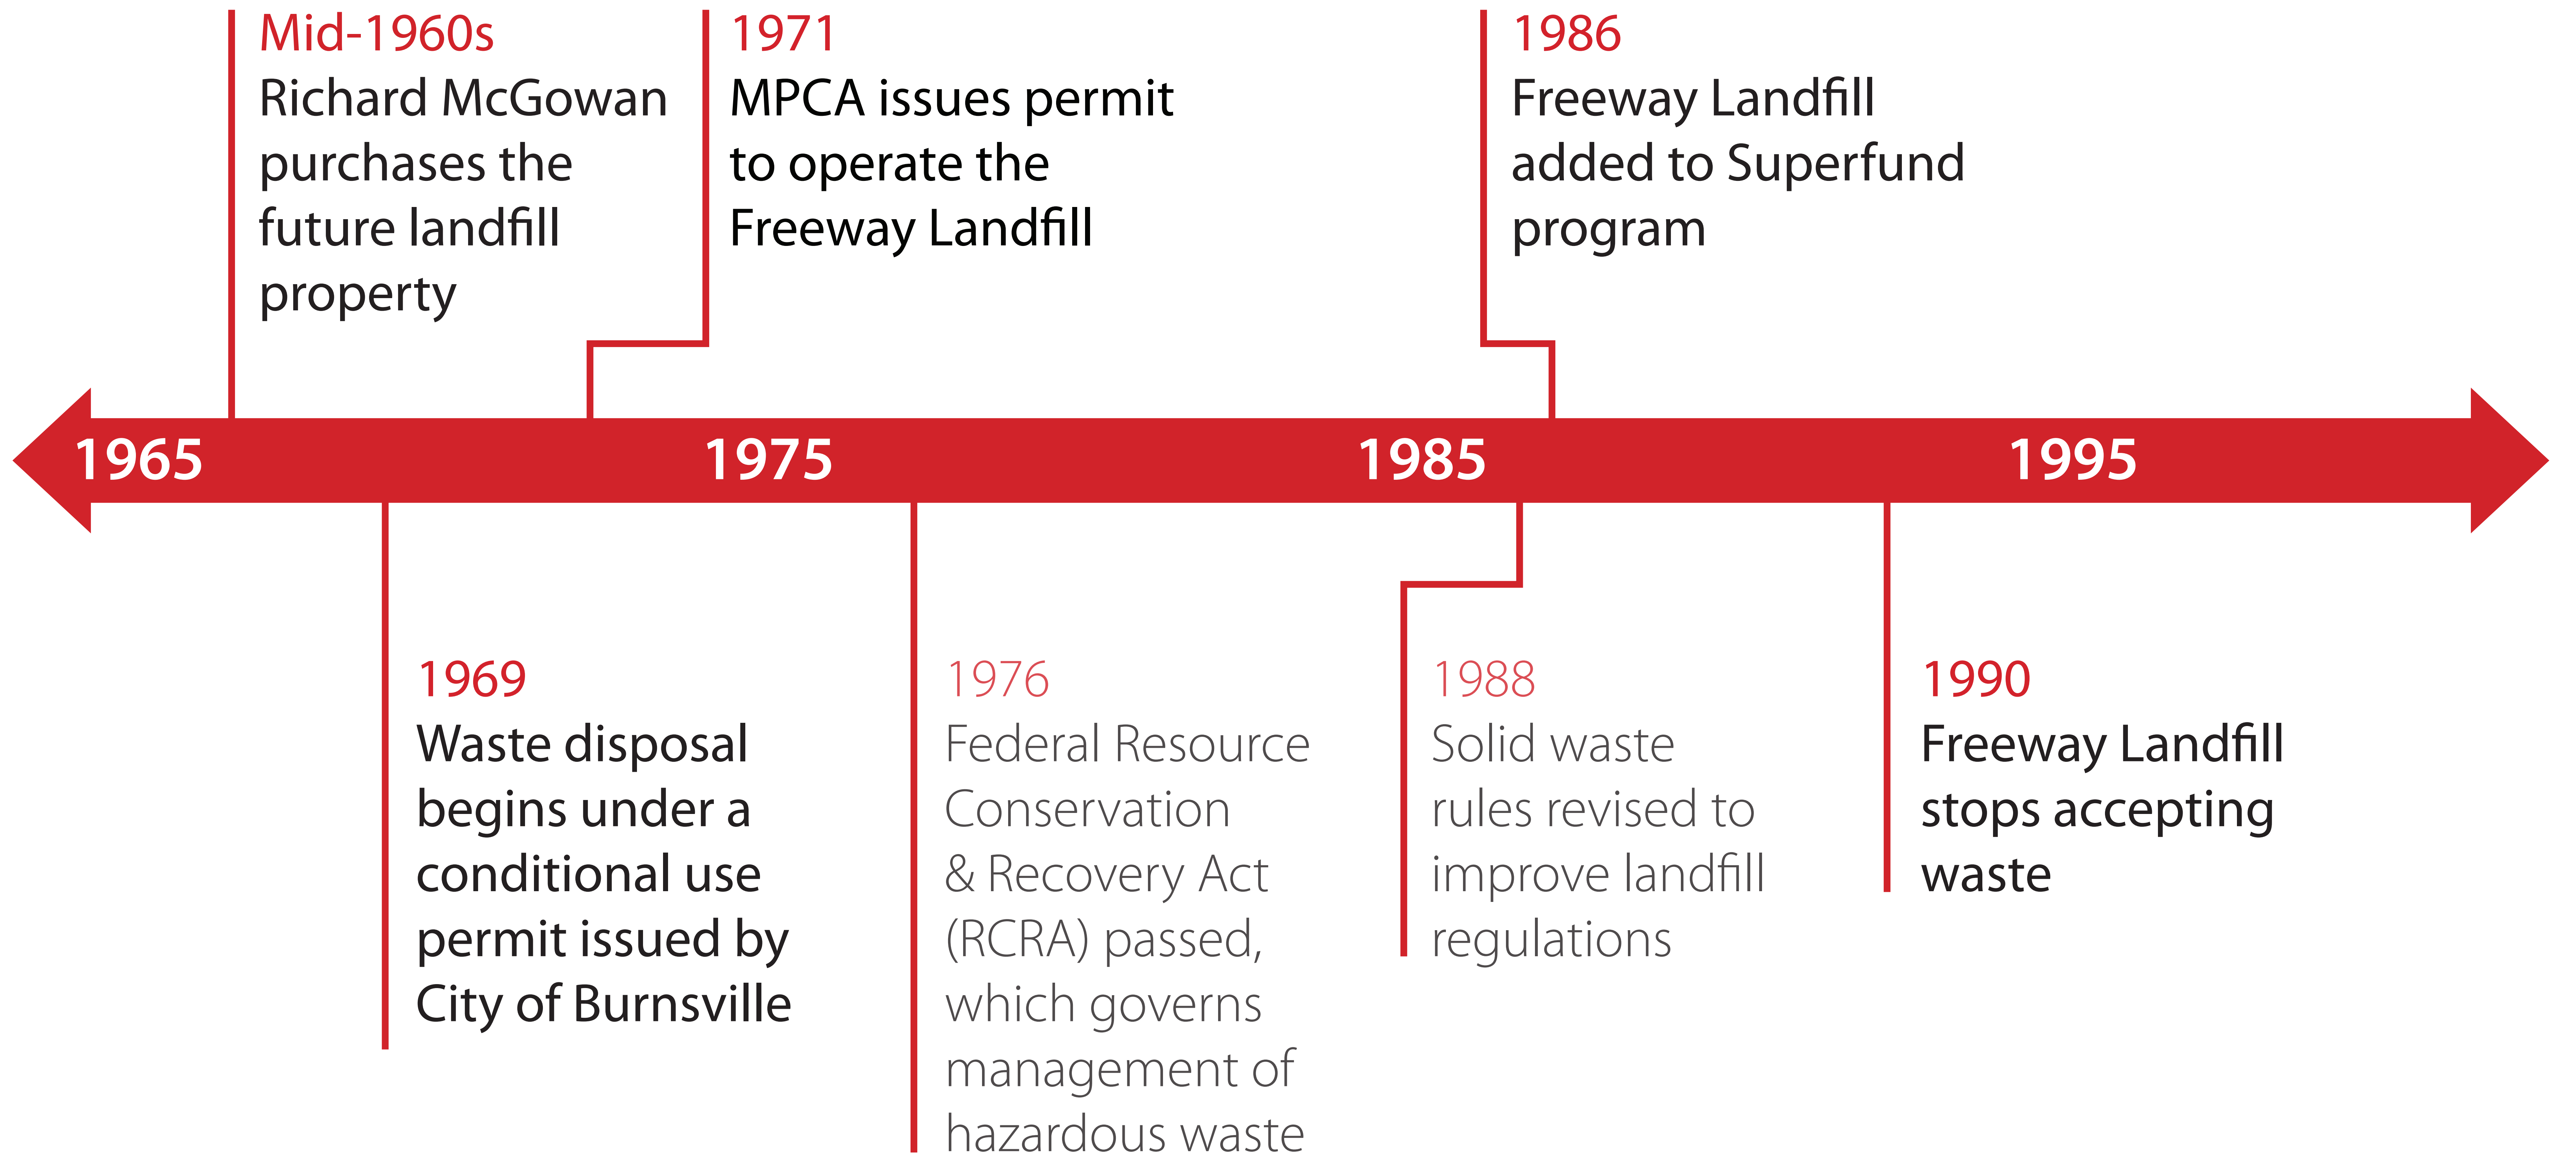 Mid-1960s
Richard McGowan
purchases the
future landfill
property
1971
MPCA issues permit
to operate the
Freeway Landfill
1986
Freeway Landfill
added to Superfund
program
1965
1975
1985
1995
1969
Waste disposal
begins under a
conditional use
permit issued by
City of Burnsville
1976
Federal Resource
Conservation
& Recovery Act
(RCRA) passed,
which governs
management of
hazardous waste
1988
Solid waste
rules revised to
improve landfill
regulations
1990
Freeway Landfill
stops accepting
waste